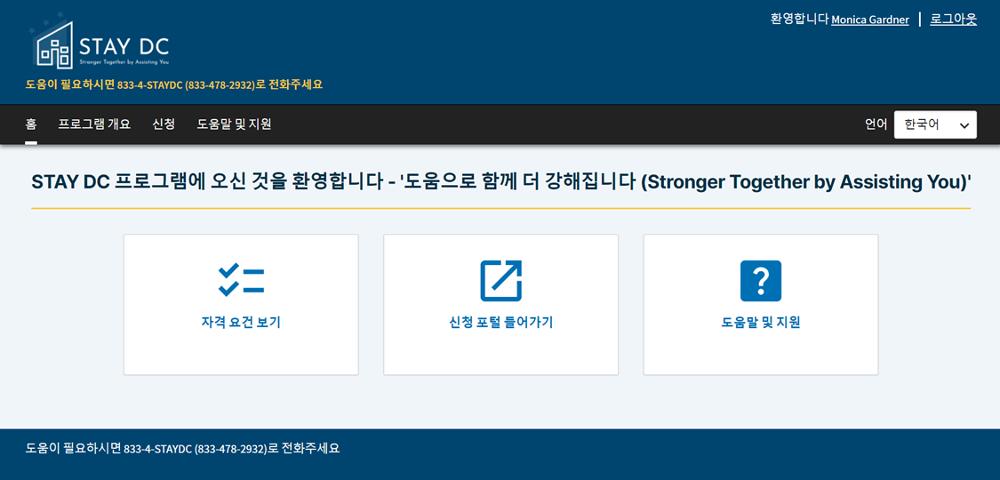 환영합니다 Monica Gardner | 로그아웃
STAY DC
Stronger Together by Assisting You
도움이 필요하시면 833-4-STAYDC (833-478-2932)로 전화주세요
홈 프로그램 개요 신청 도움말 및 지원 언어 한국어
STAY DC 프로그램에 오신 것을 환영합니다 - '도움으로 함께 더 강해집니다 (Stronger Together by Assisting You)'
자격 요건 보기 신청 포털 들어가기 도움말 및 지원
도움이 필요하시면 833-4-STAYDC (833-478-2932)로 전화주세요